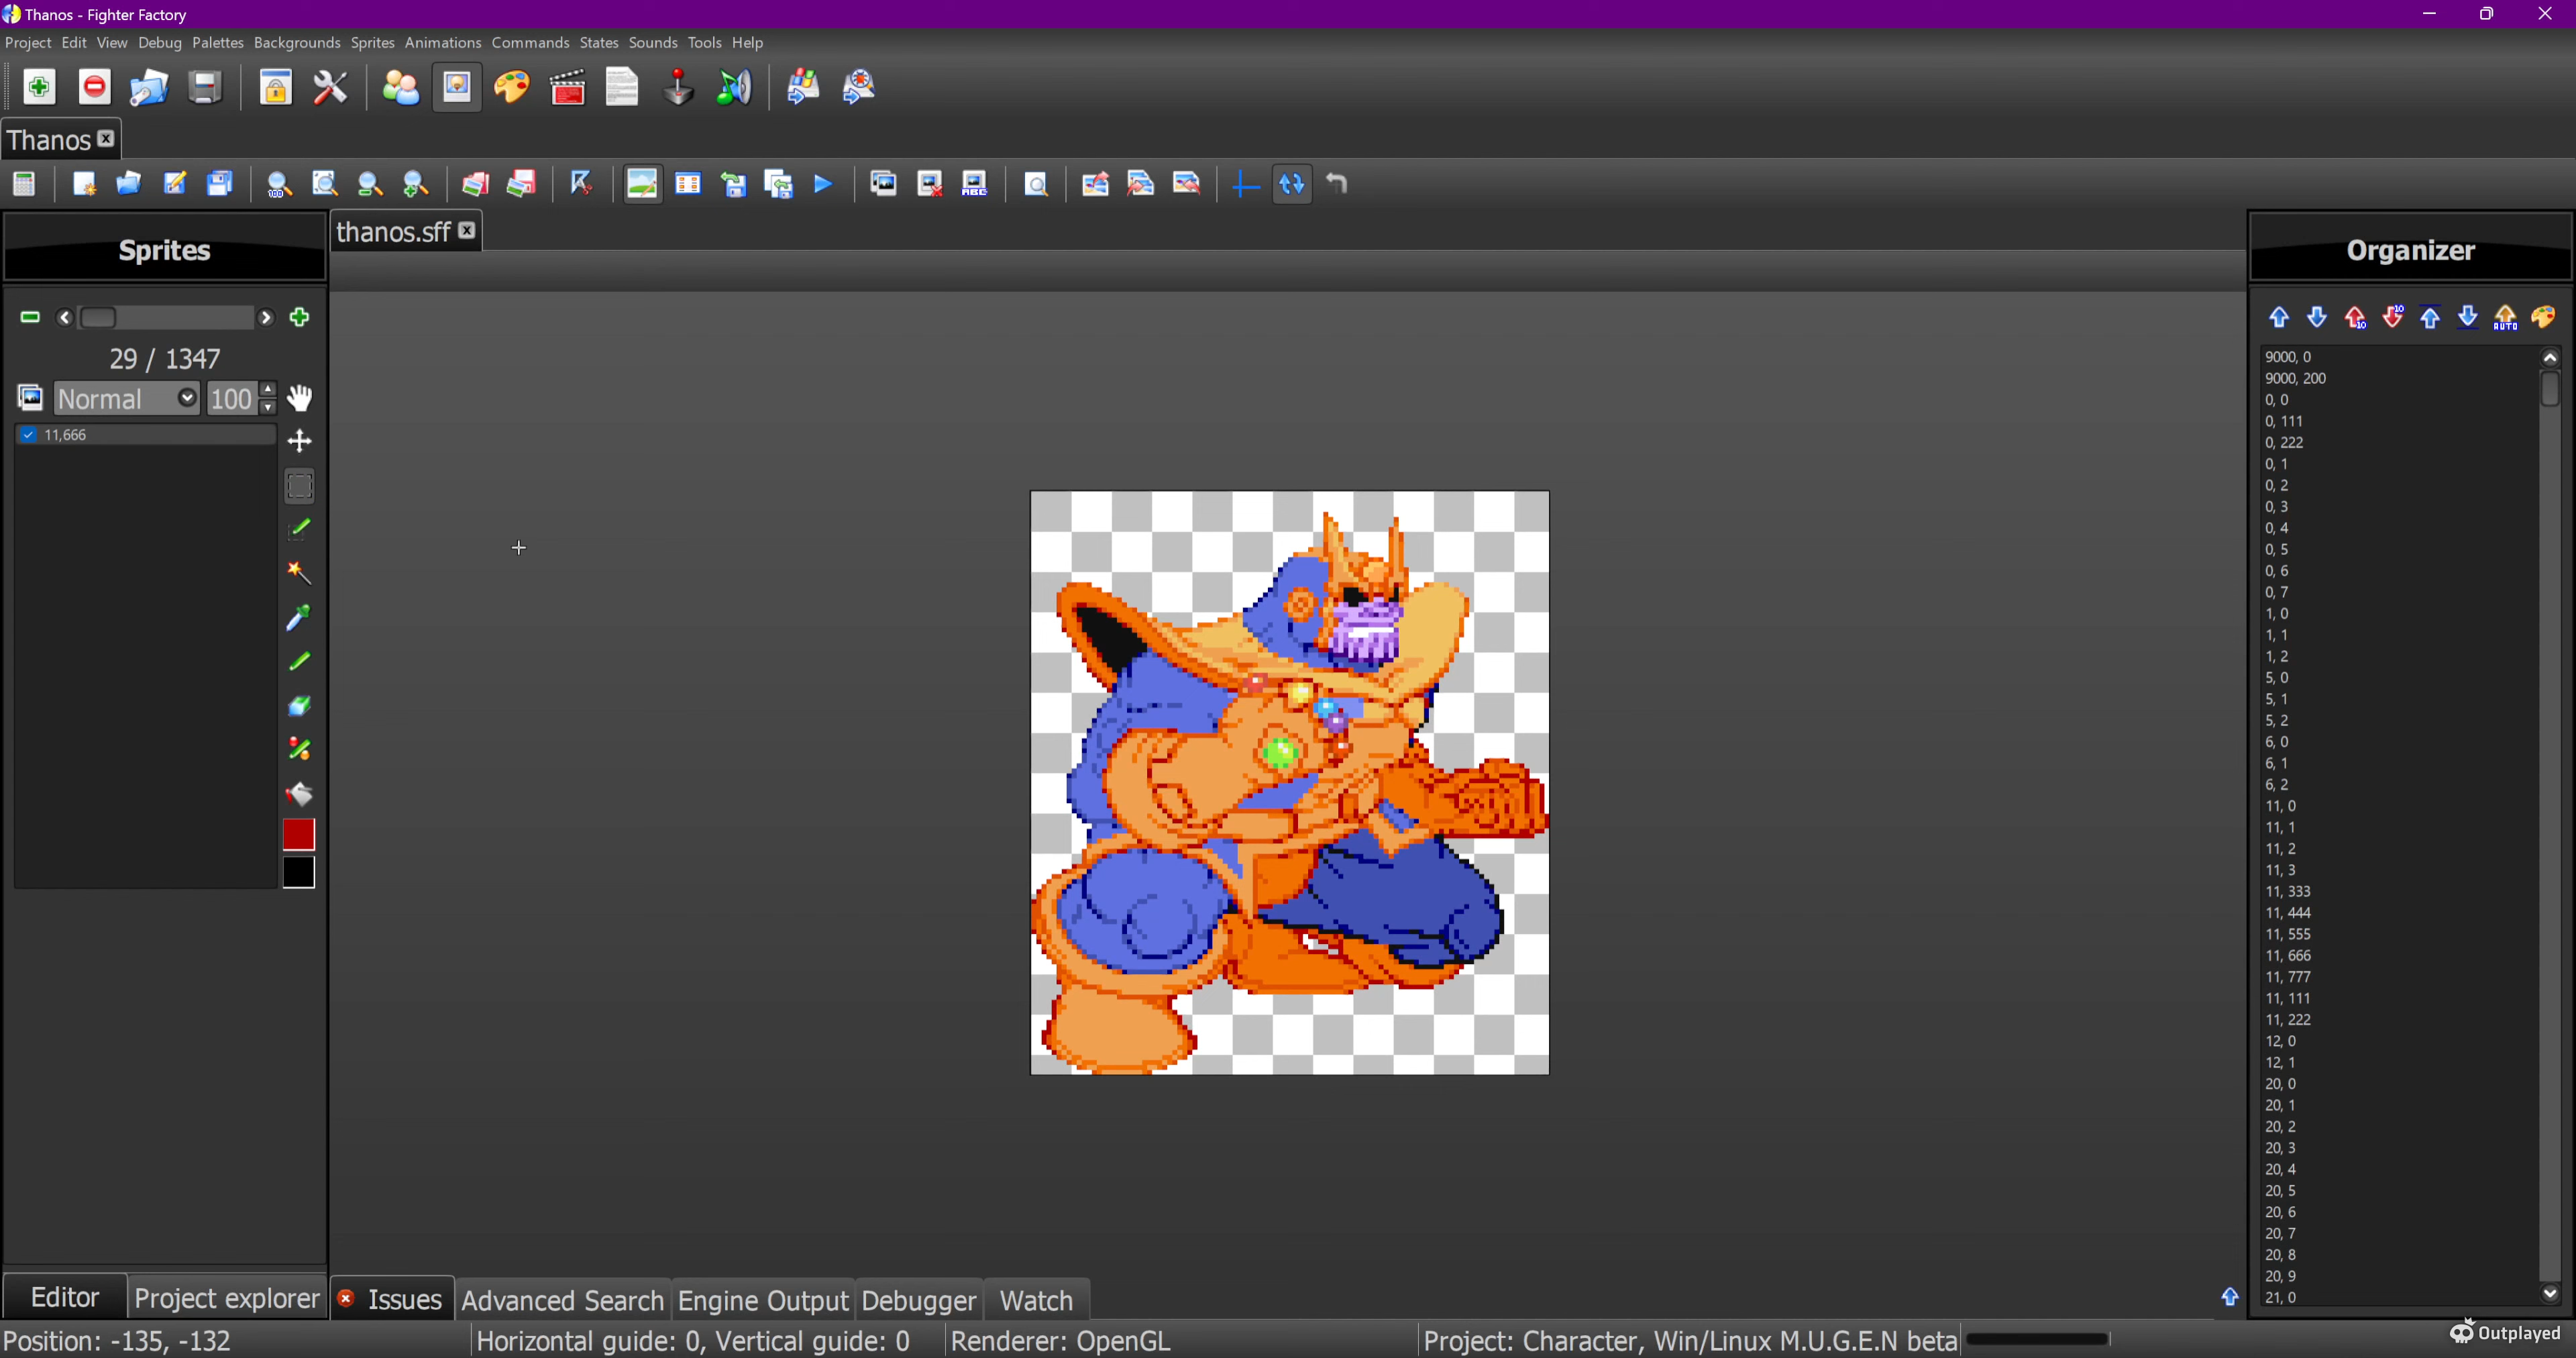 Thanos - Fighter Factory
Project Edit View Debug Palettes Backgrounds Sprites Animations Commands States Sounds Tools Help
Thanos
100
ABC
Sprites
thanos.sff
Organizer
29 / 1347
10
10
AUTO
Normal
100
11,666
9000, 0
9000, 200
0, 0
0, 111
0, 222
0, 1
0, 2
0, 3
0, 4
0, 5
0, 6
0, 7
1, 0
1, 1
1, 2
5, 0
5, 1
5, 2
6, 0
6, 1
6, 2
11, 0
11, 1
11, 2
11, 3
11, 333
11, 444
11, 555
11, 666
11, 777
11, 111
11, 222
12, 0
12, 1
20, 0
20, 1
20, 2
20, 3
20, 4
20, 5
20, 6
20, 7
20, 8
20, 9
21, 0
Editor
Project explorer
Issues
Advanced Search
Engine Output
Debugger
Watch
Position: -135, -132
Horizontal guide: 0, Vertical guide: 0
Renderer: OpenGL
Project: Character, Win/Linux M.U.G.E.N beta
Outplayed